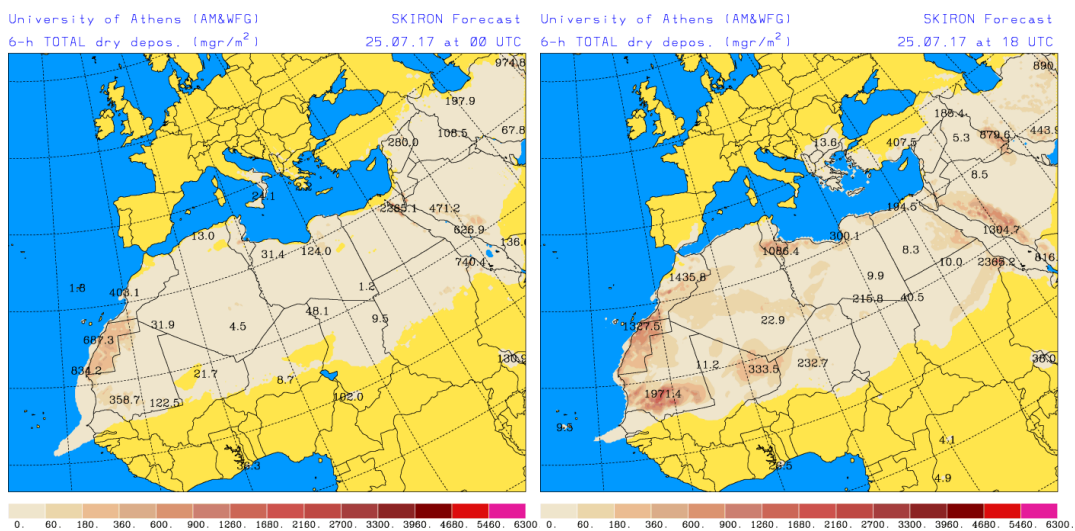 University of Athens (AM&WFG) SKIRON Forecast
6-h TOTAL dry depos. (mgr/m²) 25.07.17 at 00 UTC
974.8
197.9
108.5 67.8
280.0
24.1
2285.1 471.2
626.9
13.0 136.6
31.4 124.0
740.4
1.6 403.1 1.2
48.1
31.9 4.5 9.5
687.3
130.9
834.2 21.7 8.7
358.7 122.5 102.0
36.3
0. 60. 180. 360. 600. 900. 1260. 1680. 2160. 2700. 3300. 3960. 4680. 5460. 6300
University of Athens (AM&WFG) SKIRON Forecast
6-h TOTAL dry depos. (mgr/m²) 25.07.17 at 18 UTC
890.
188.4
13.6 407.5 5.3 879.6 443.9
8.5
194.5
300.1 1304.7
1086.4 8.3
10.0 2365.2 816.
1435.8 9.9
215.8 40.5
1327.5 22.9
11.2 333.5 232.7 36.0
1971.4
9.5
4.1
26.5
4.9
0. 60. 180. 360. 600. 900. 1260. 1680. 2160. 2700. 3300. 3960. 4680. 5460. 6300